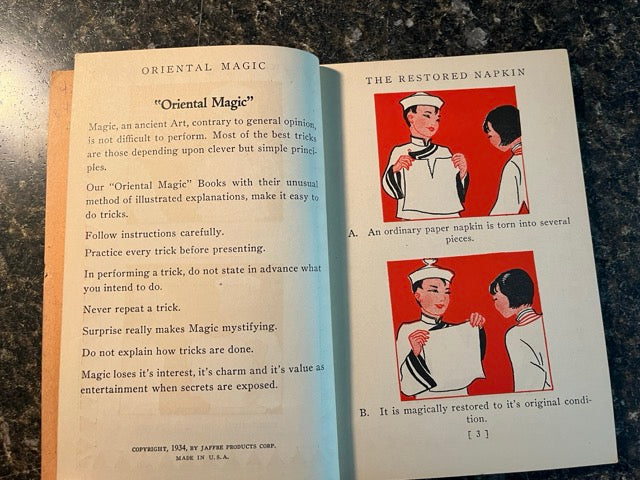 ORIENTAL MAGIC
"Oriental Magic"
Magic, an ancient Art, contrary to general opinion,
is not difficult to perform. Most of the best tricks
are those depending upon clever but simple princi-
ples.
Our "Oriental Magic" Books with their unusual
method of illustrated explanations, make it easy to
do tricks.
Follow instructions carefully.
Practice every trick before presenting.
In performing a trick, do not state in advance what
you intend to do.
Never repeat a trick.
Surprise really makes Magic mystifying.
Do not explain how tricks are done.
Magic loses it's interest, it's charm and it's value as
entertainment when secrets are exposed.
COPYRIGHT, 1934, BY JAFFRE PRODUCTS CORP.
MADE IN U.S.A.
THE RESTORED NAPKIN
A. An ordinary paper napkin is torn into several
pieces.
B. It is magically restored to it's original condi-
tion.
[ 3 ]